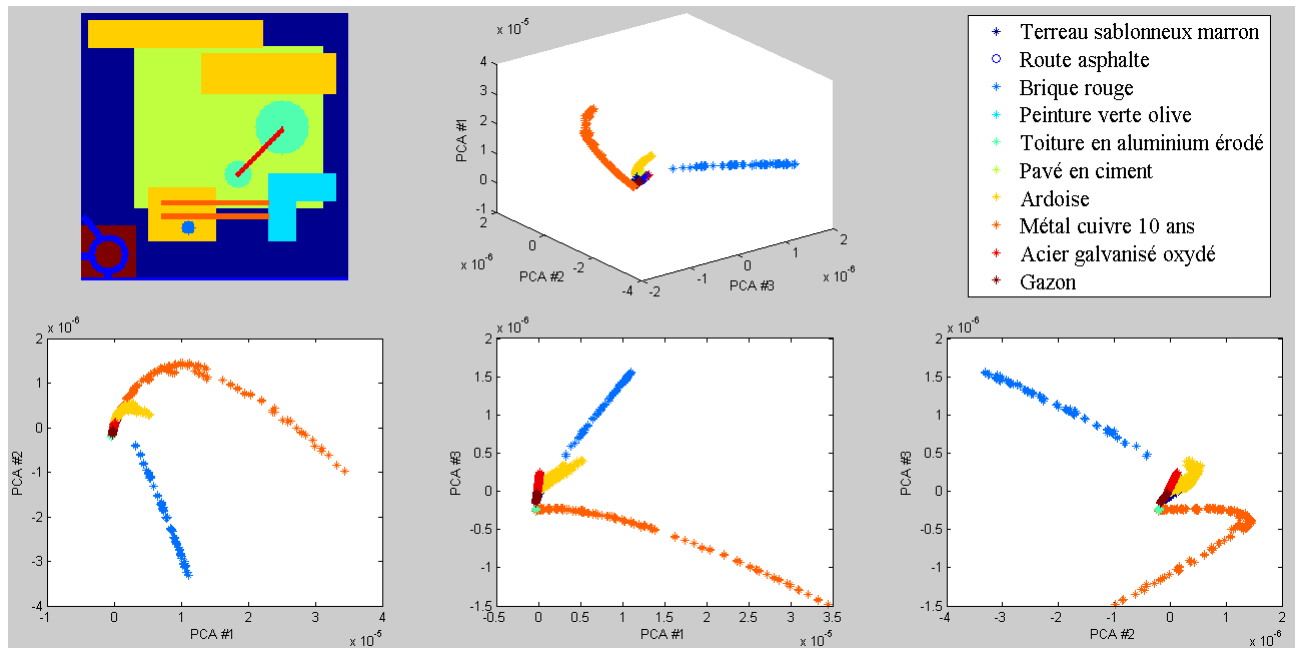 x 10
-5
4
3
2
1
0
-1
PCA #1
2
0
-2
-4
x 10
-6
PCA #2
-2
-1
0
1
2
x 10
-6
PCA #3
Terreau sablonneux marron
Route asphalte
Brique rouge
Peinture verte olive
Toiture en aluminium érodé
Pavé en ciment
Ardoise
Métal cuivre 10 ans
Acier galvanisé oxydé
Gazon
x 10
-6
2
1
0
-1
-2
-3
-4
PCA #2
-1
0
1
2
3
4
PCA #1
x 10
-5
x 10
-6
2
1.5
1
0.5
0
-0.5
-1
-1.5
PCA #3
-0.5
0
0.5
1
1.5
2
2.5
3
3.5
PCA #1
x 10
-5
x 10
-6
2
1.5
1
0.5
0
-0.5
-1
-1.5
PCA #3
-4
-3
-2
-1
0
1
2
PCA #2
x 10
-6